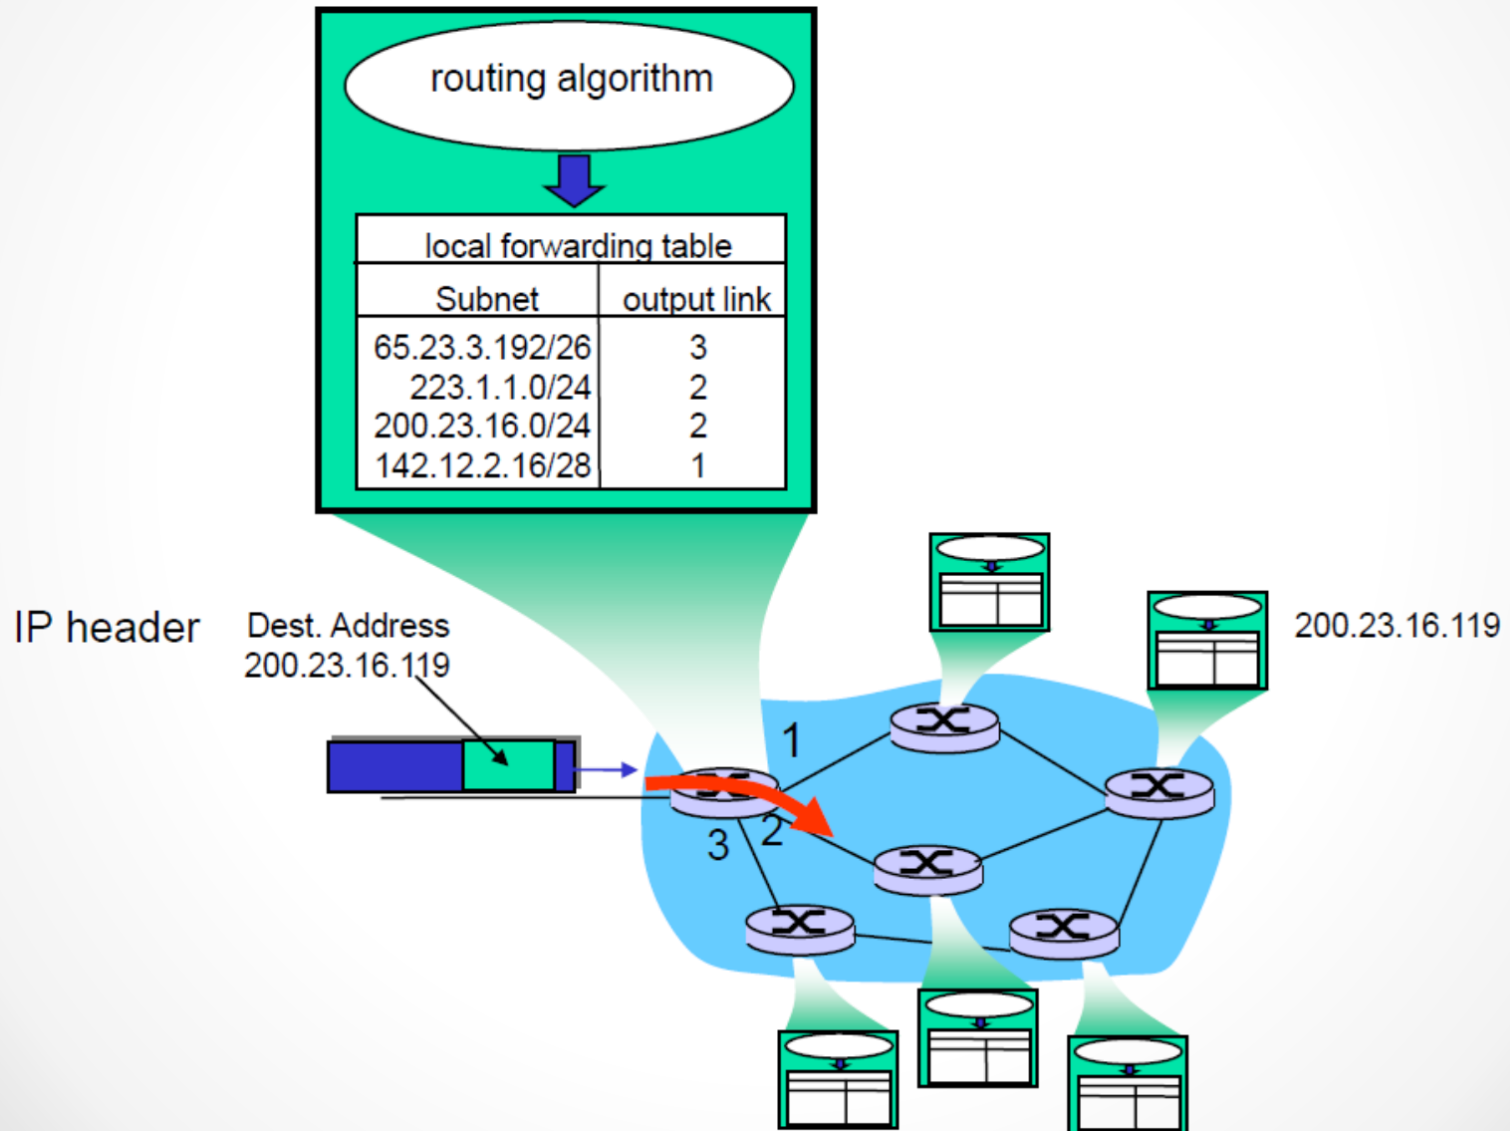 routing algorithm
local forwarding table
Subnet output link
65.23.3.192/26 3
223.1.1.0/24 2
200.23.16.0/24 2
142.12.2.16/28 1
IP header
Dest. Address
200.23.16.119
200.23.16.119
1
2
3